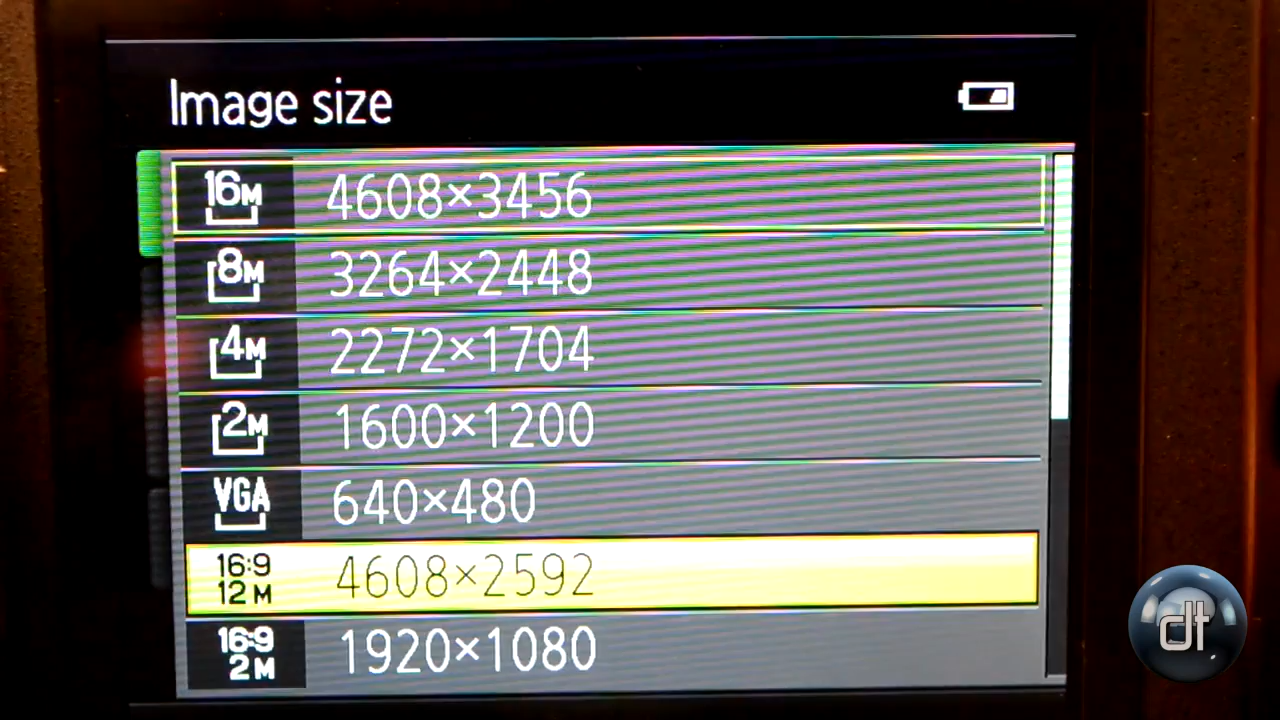 Image size
16M 4608×3456
8M 3264×2448
4M 2272×1704
2M 1600×1200
VGA 640×480
16:9 12M 4608×2592
16:9 2M 1920×1080
dt